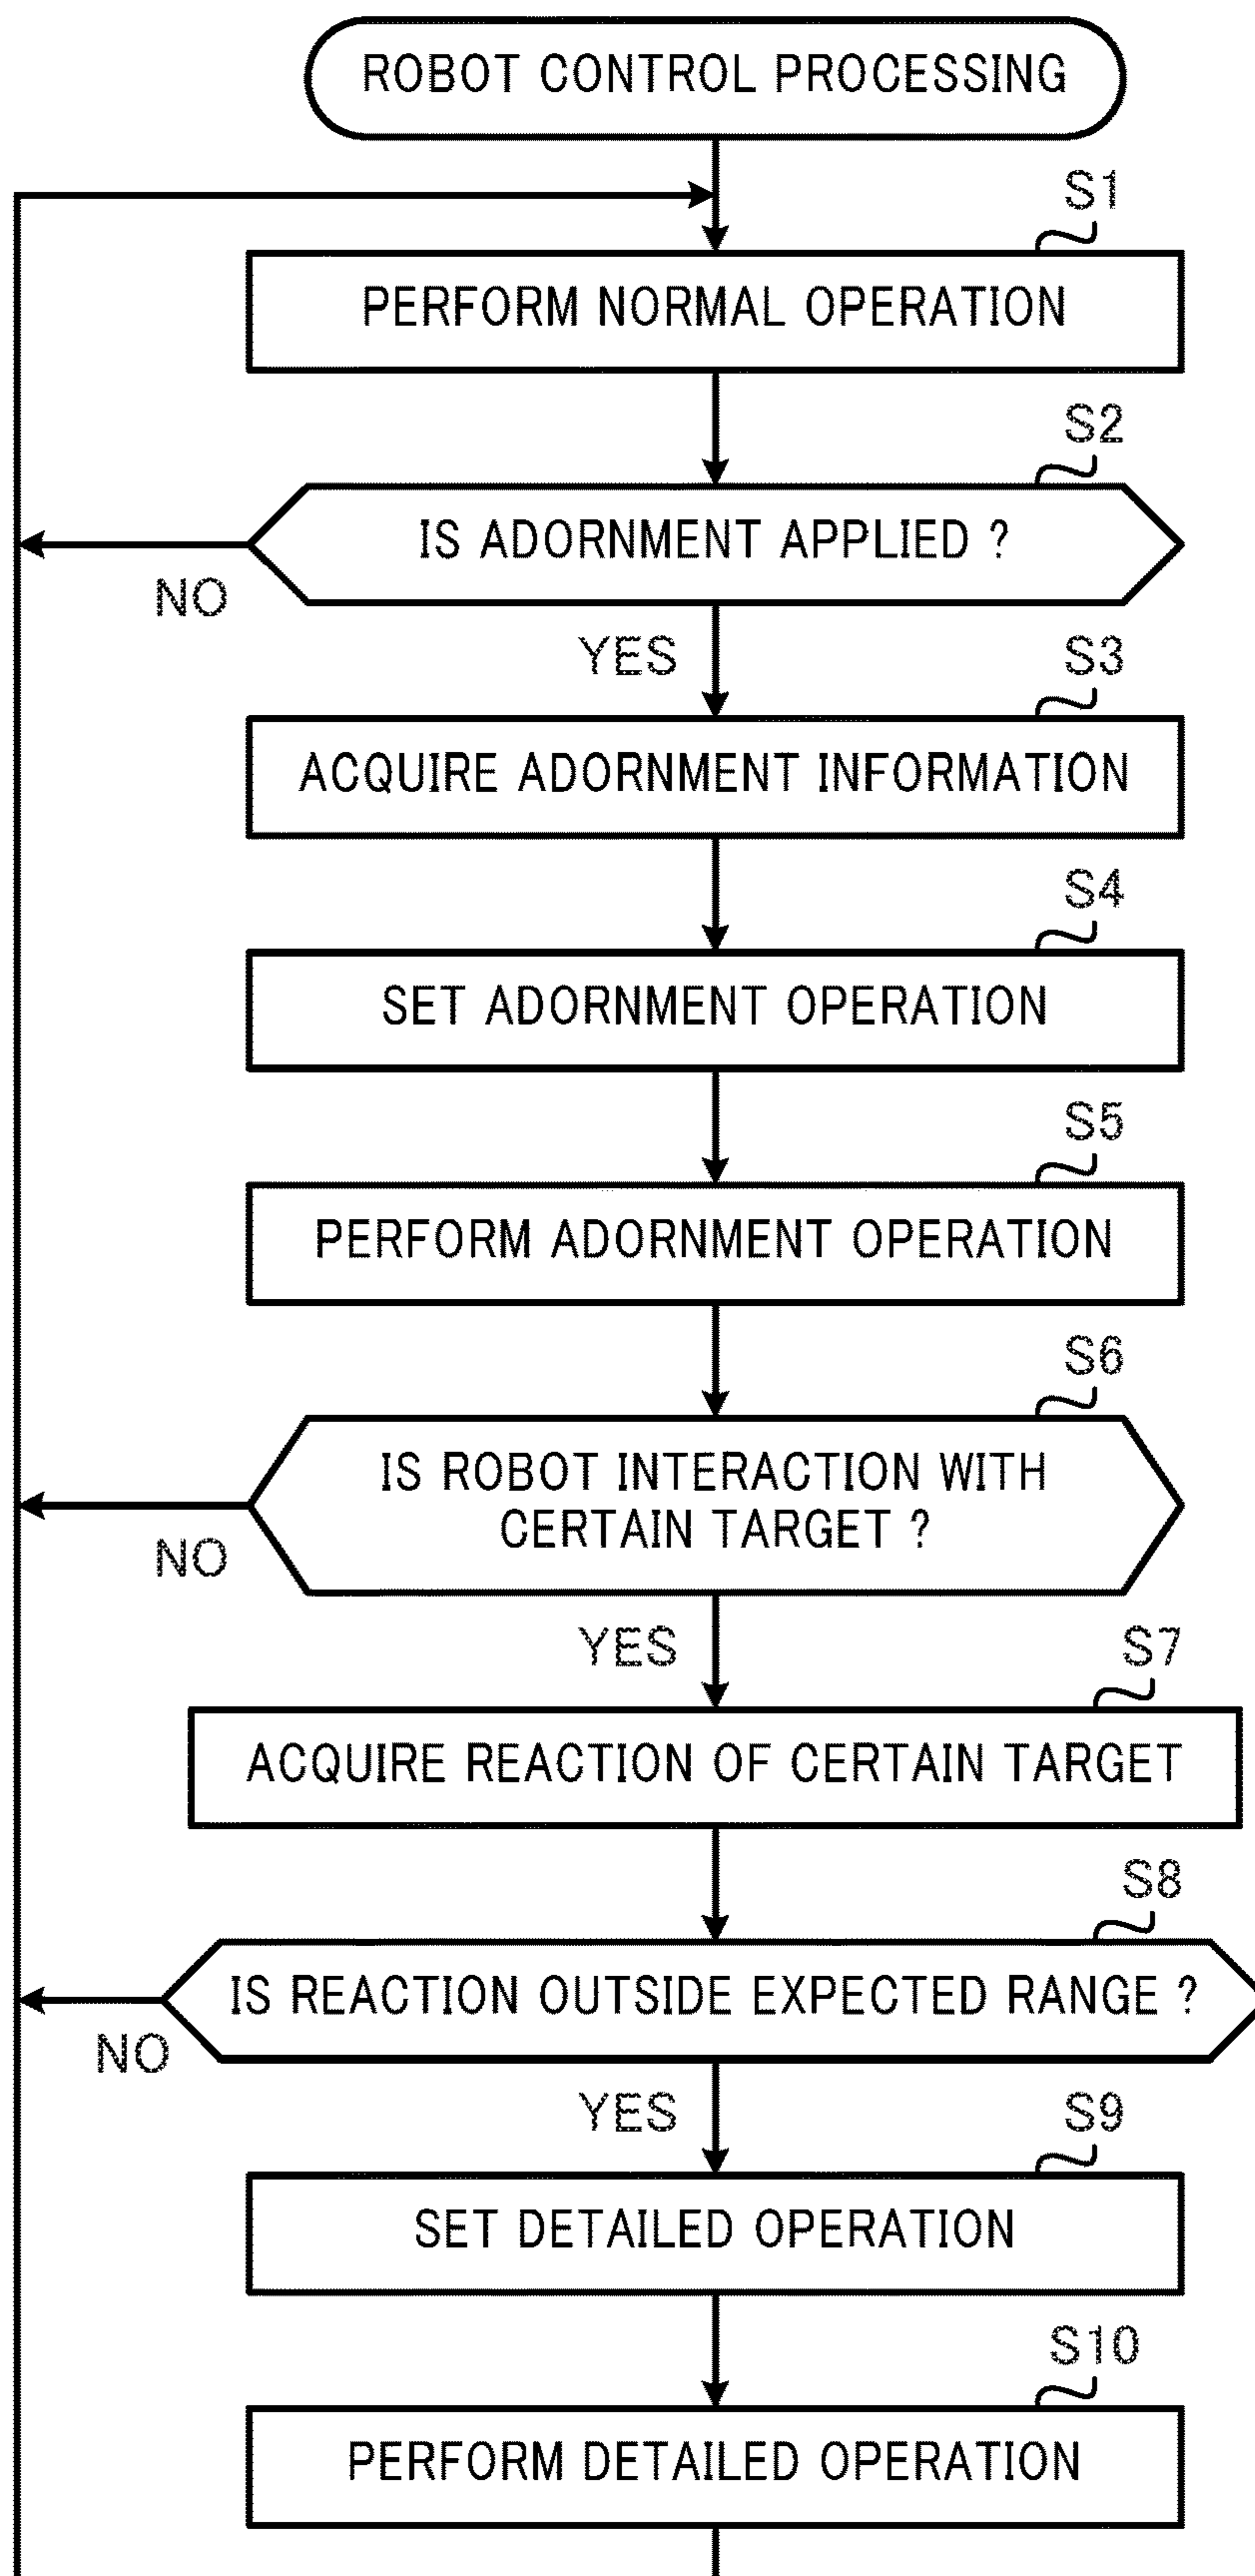 ROBOT CONTROL PROCESSING
S1
PERFORM NORMAL OPERATION
S2
IS ADORNMENT APPLIED ?
NO
YES
S3
ACQUIRE ADORNMENT INFORMATION
S4
SET ADORNMENT OPERATION
S5
PERFORM ADORNMENT OPERATION
S6
IS ROBOT INTERACTION WITH
CERTAIN TARGET ?
NO
YES
S7
ACQUIRE REACTION OF CERTAIN TARGET
S8
IS REACTION OUTSIDE EXPECTED RANGE ?
NO
YES
S9
SET DETAILED OPERATION
S10
PERFORM DETAILED OPERATION